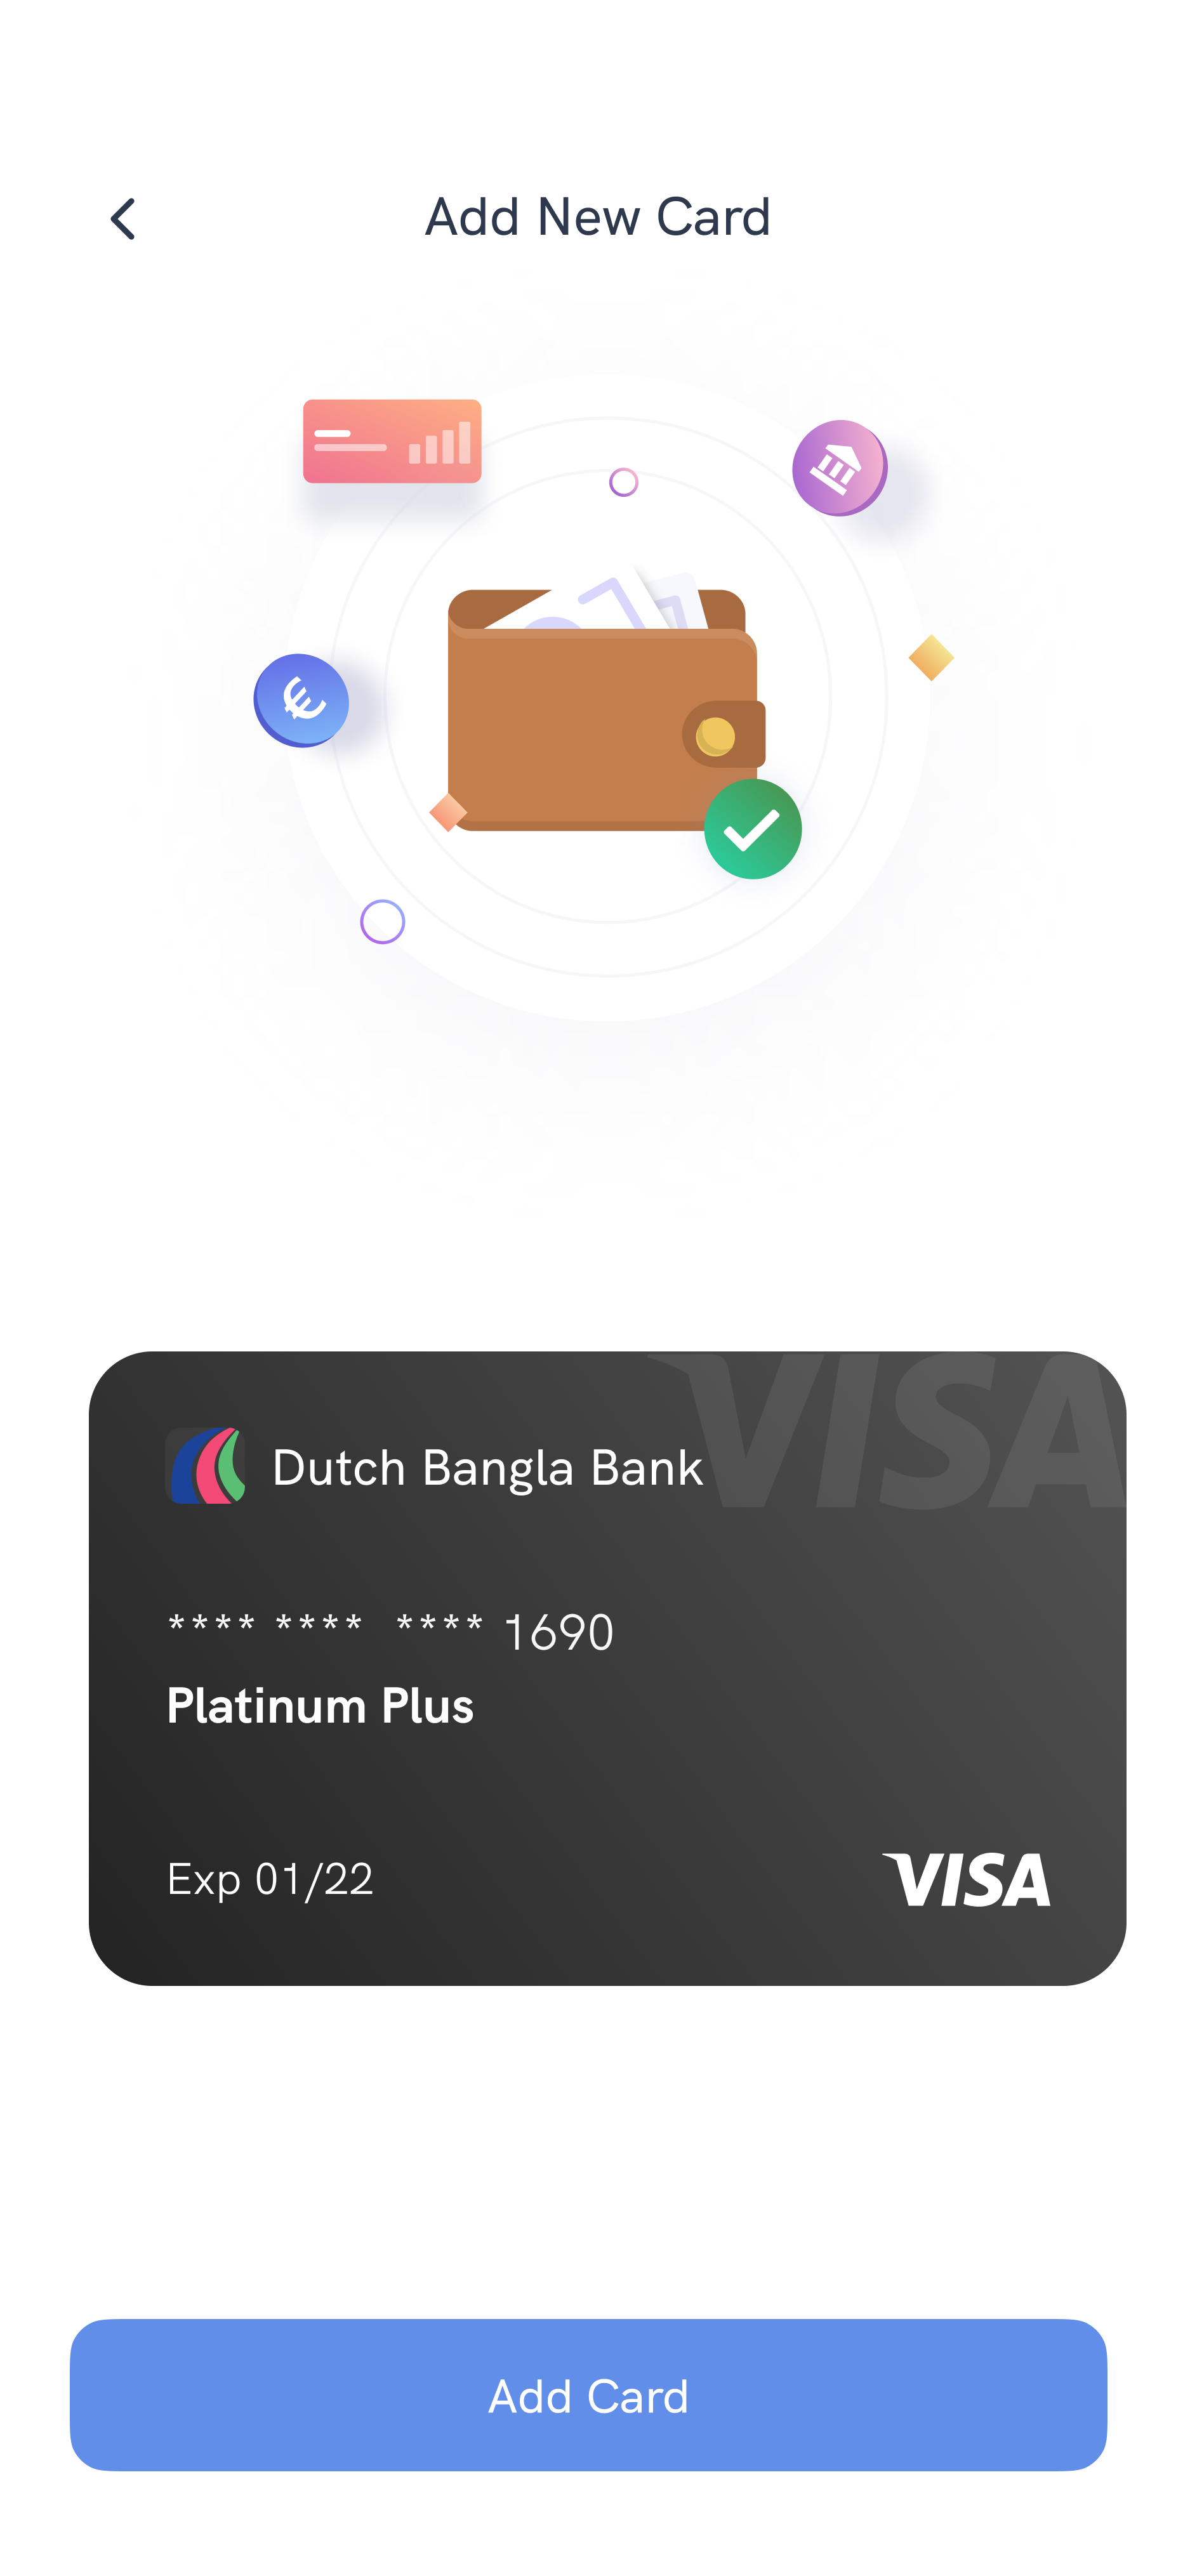 Add New Card
€
VISA
Dutch Bangla Bank
**** **** **** 1690
Platinum Plus
Exp 01/22
VISA
Add Card